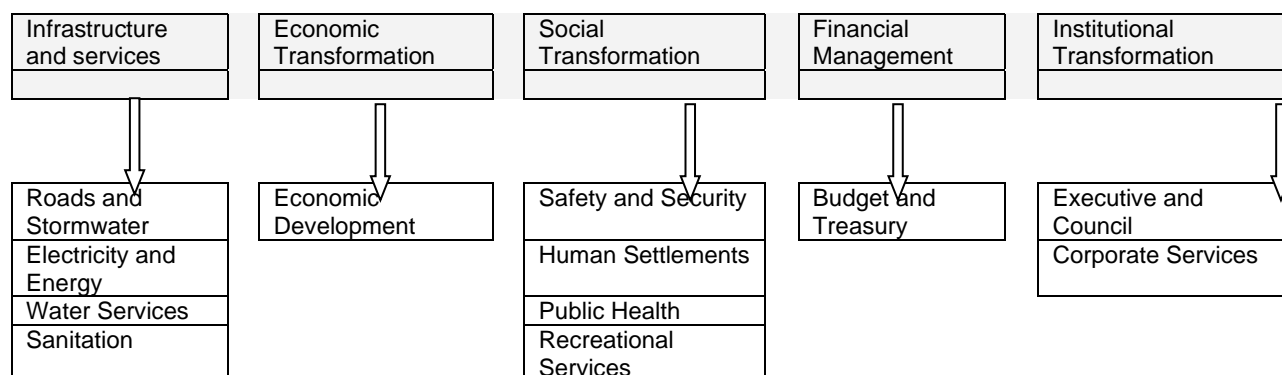 Infrastructure
and services
Economic
Transformation
Social
Transformation
Financial
Management
Institutional
Transformation
Roads and
Stormwater
Electricity and
Energy
Water Services
Sanitation
Economic
Development
Safety and Security
Human Settlements
Public Health
Recreational
Services
Budget and
Treasury
Executive and
Council
Corporate Services